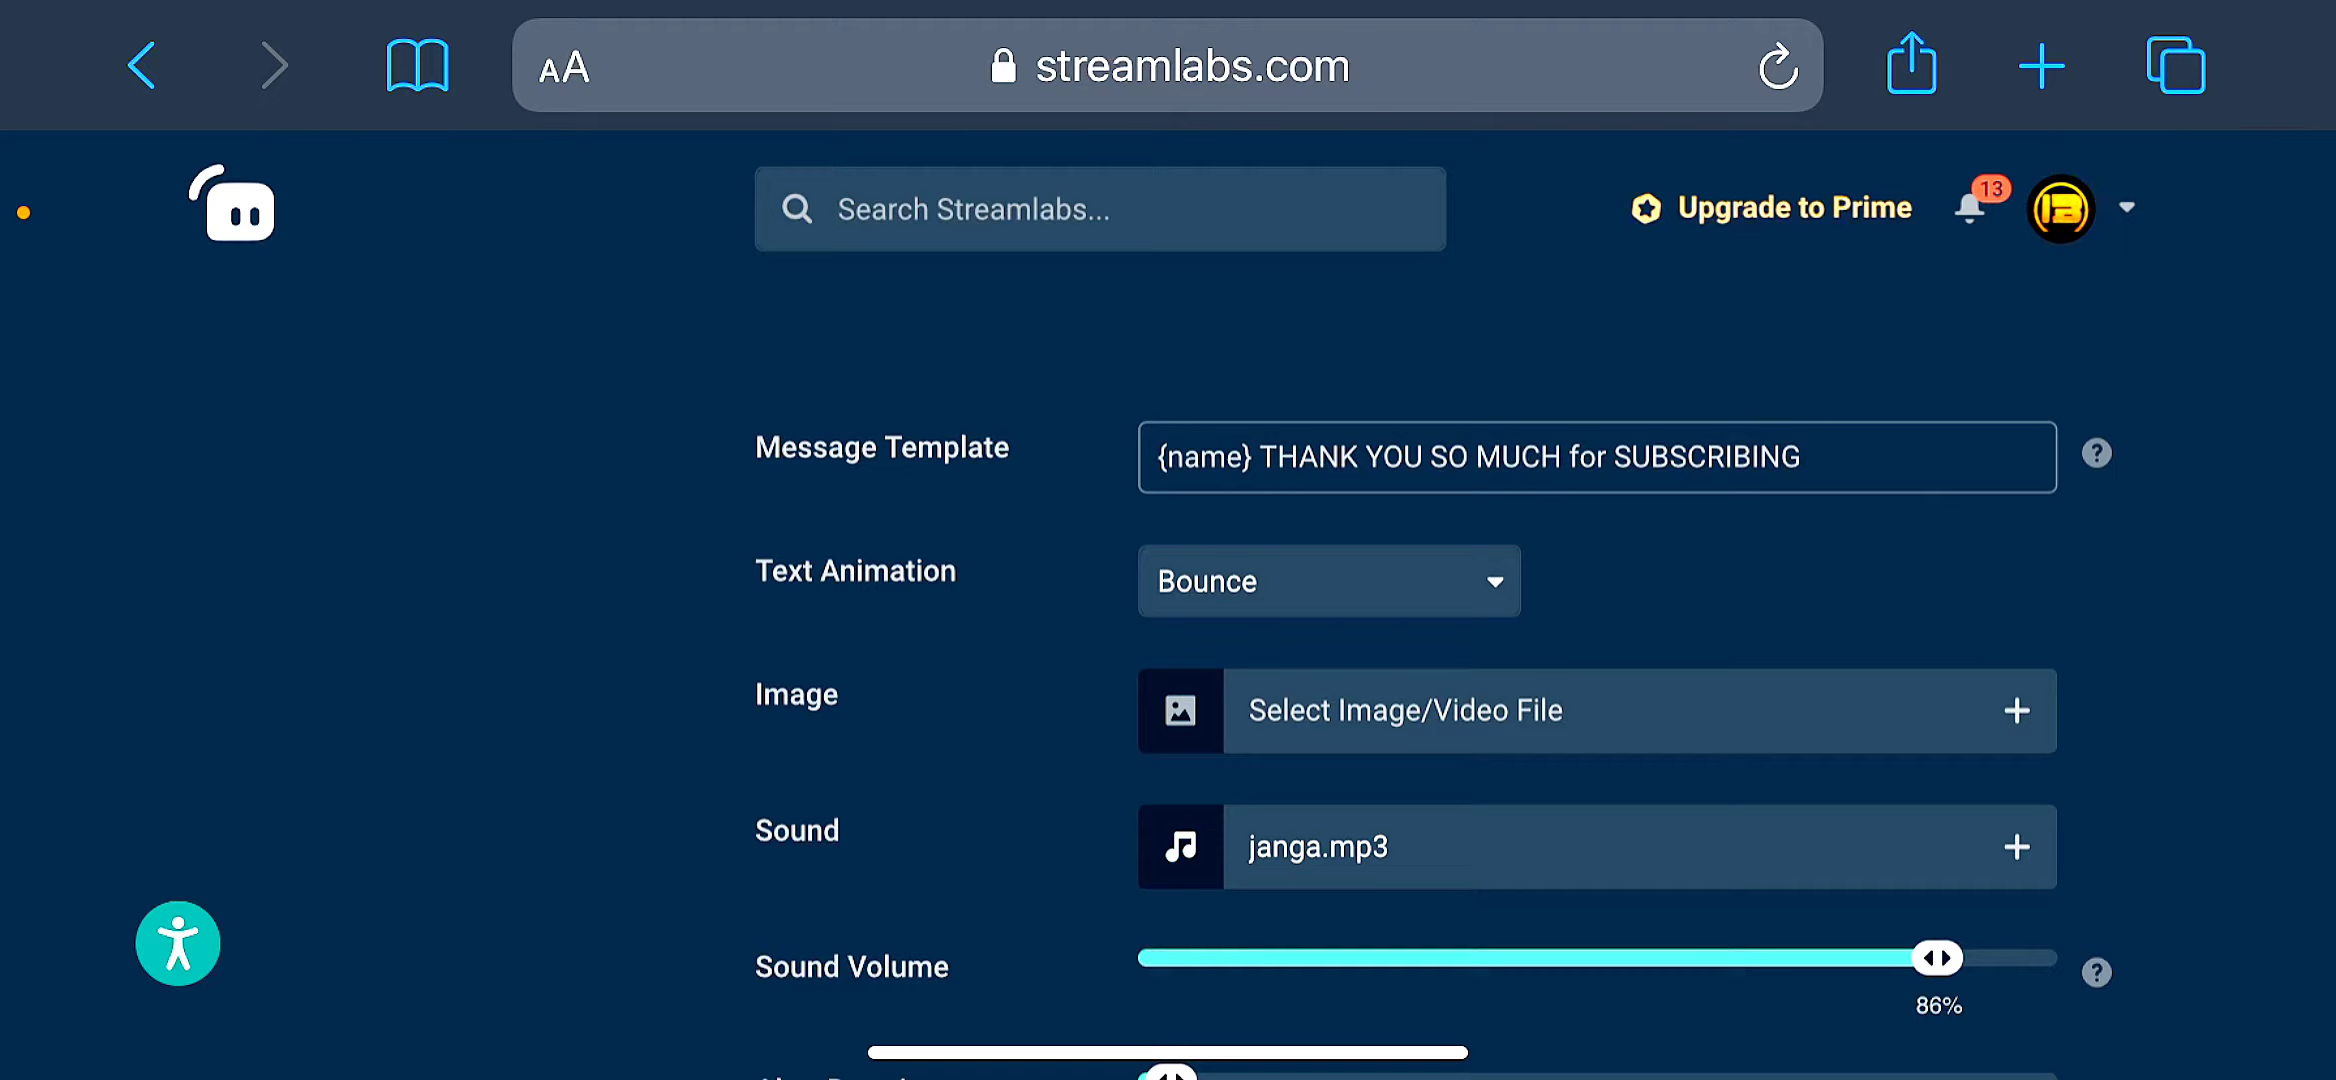 AA streamlabs.com
Search Streamlabs...
Upgrade to Prime
13
Message Template
{name} THANK YOU SO MUCH for SUBSCRIBING
?
Text Animation
Bounce
Image
Select Image/Video File
Sound
janga.mp3
Sound Volume
?
86%